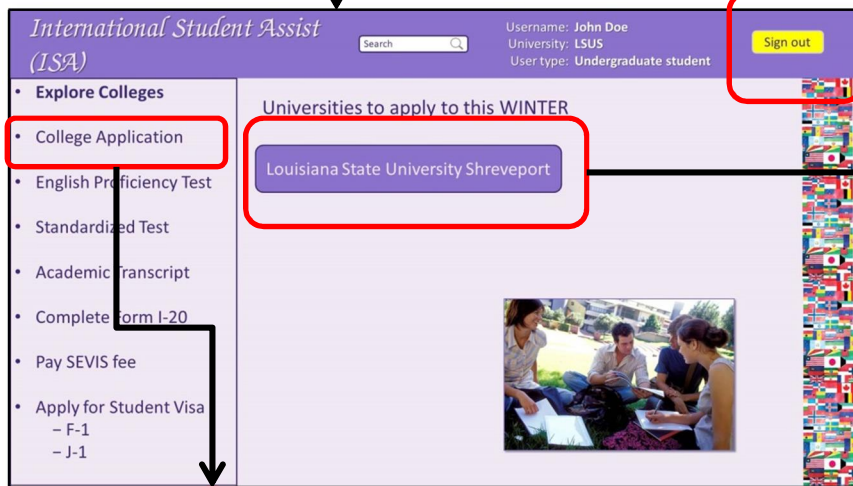 International Student Assist
(ISA)
Search
Username: John Doe
University: LSUS
User type: Undergraduate student
Sign out
• Explore Colleges
• College Application
• English Proficiency Test
• Standardized Test
• Academic Transcript
• Complete Form I-20
• Pay SEVIS fee
• Apply for Student Visa
– F-1
– J-1
Universities to apply to this WINTER
Louisiana State University Shreveport